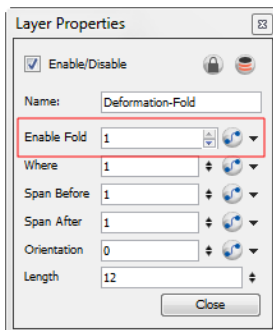 Layer Properties
Enable/Disable
Name: Deformation-Fold
Enable Fold 1
Where 1
Span Before 1
Span After 1
Orientation 0
Length 12
Close